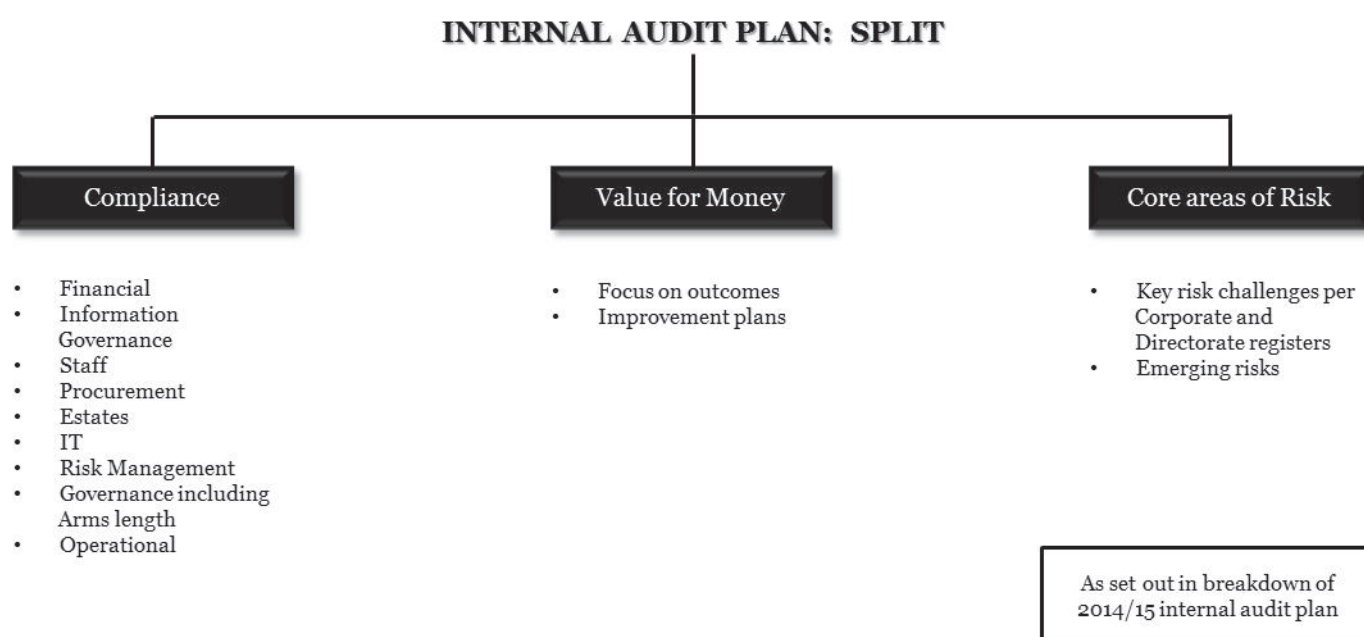 INTERNAL AUDIT PLAN: SPLIT
Compliance
• Financial
• Information
Governance
• Staff
• Procurement
• Estates
• IT
• Risk Management
• Governance including
Arms length
• Operational
Value for Money
• Focus on outcomes
• Improvement plans
Core areas of Risk
• Key risk challenges per
Corporate and
Directorate registers
• Emerging risks
As set out in breakdown of
2014/15 internal audit plan